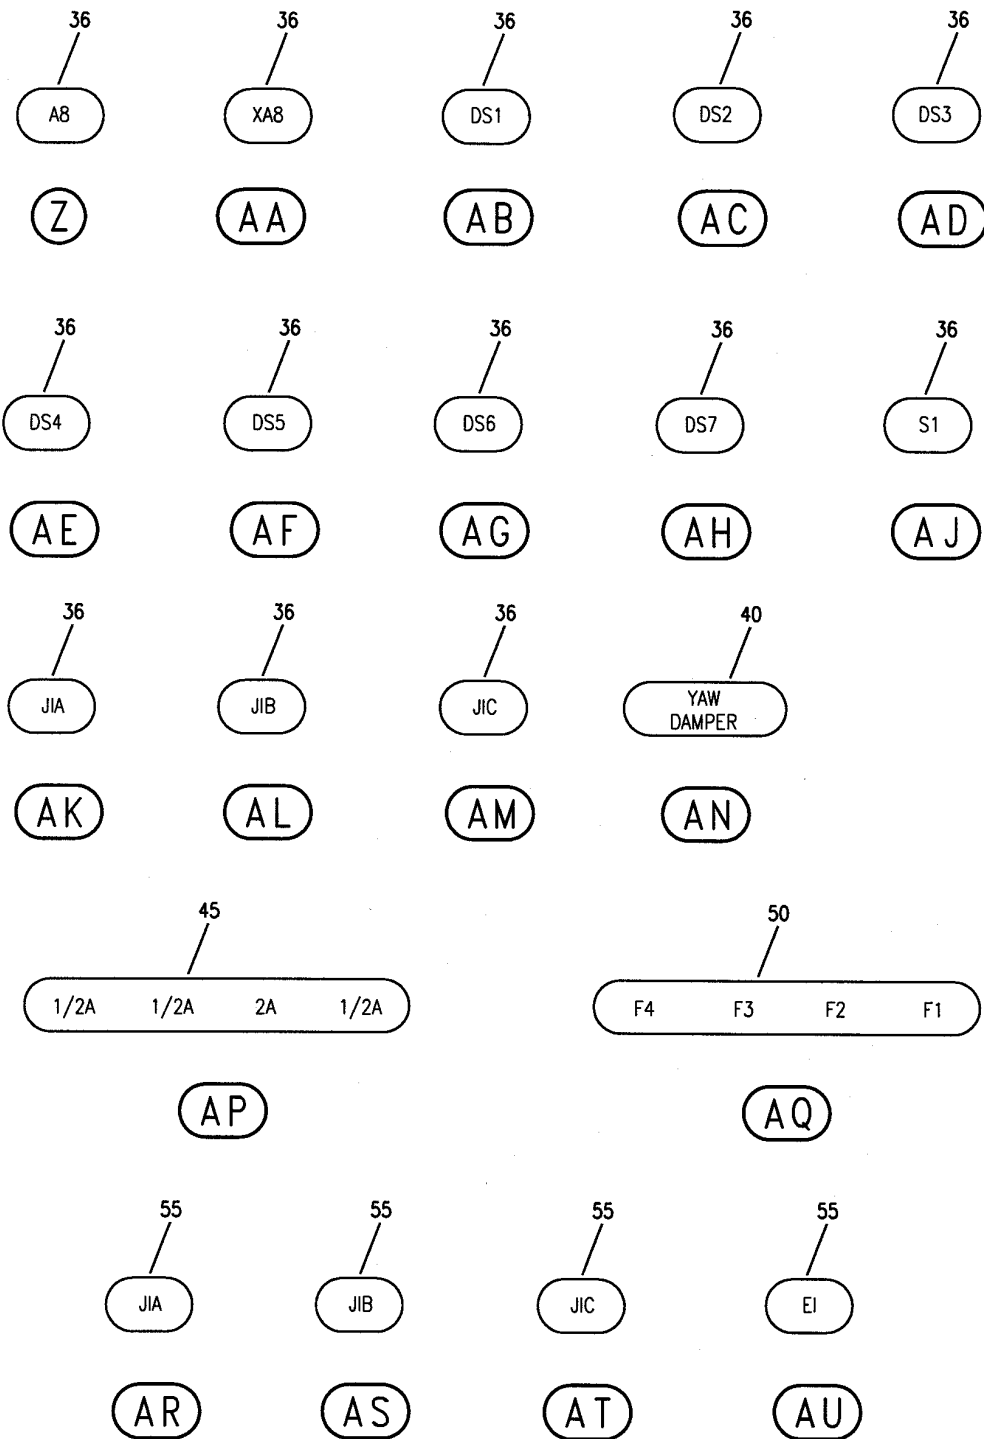 36 36 36 36 36
A8 XA8 DS1 DS2 DS3
Z AA AB AC AD
36 36 36 36 36
DS4 DS5 DS6 DS7 S1
AE AF AG AH AJ
36 36 36 40
JIA JIB JIC YAW
DAMPER
AK AL AM AN
45 50
1/2A 1/2A 2A 1/2A F4 F3 F2 F1
AP AQ
55 55 55 55
JIA JIB JIC EI
AR AS AT AU